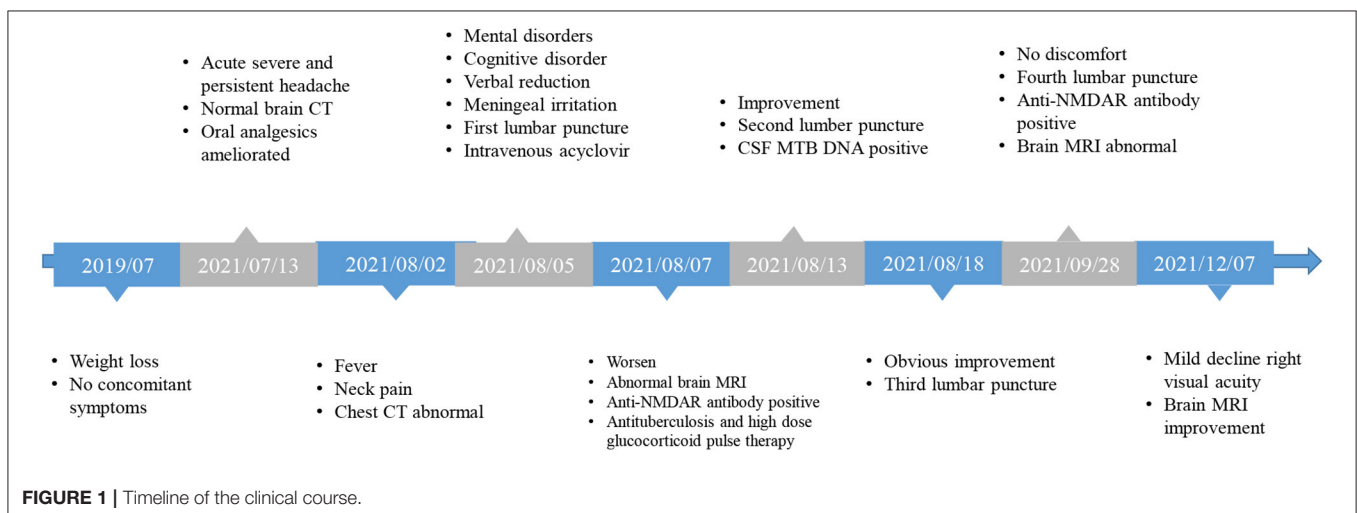 • Acute severe and
persistent headache
• Normal brain CT
• Oral analgesics
ameliorated
• Mental disorders
• Cognitive disorder
• Verbal reduction
• Meningeal irritation
• First lumbar puncture
• Intravenous acyclovir
• Improvement
• Second lumber puncture
• CSF MTB DNA positive
• No discomfort
• Fourth lumbar puncture
• Anti-NMDAR antibody
positive
• Brain MRI abnormal
2019/07
2021/07/13
2021/08/02
2021/08/05
2021/08/07
2021/08/13
2021/08/18
2021/09/28
2021/12/07
• Weight loss
• No concomitant
symptoms
• Fever
• Neck pain
• Chest CT abnormal
• Worsen
• Abnormal brain MRI
• Anti-NMDAR antibody positive
• Antituberculosis and high dose
glucocorticoid pulse therapy
• Obvious improvement
• Third lumbar puncture
• Mild decline right
visual acuity
• Brain MRI
improvement
FIGURE 1 | Timeline of the clinical course.